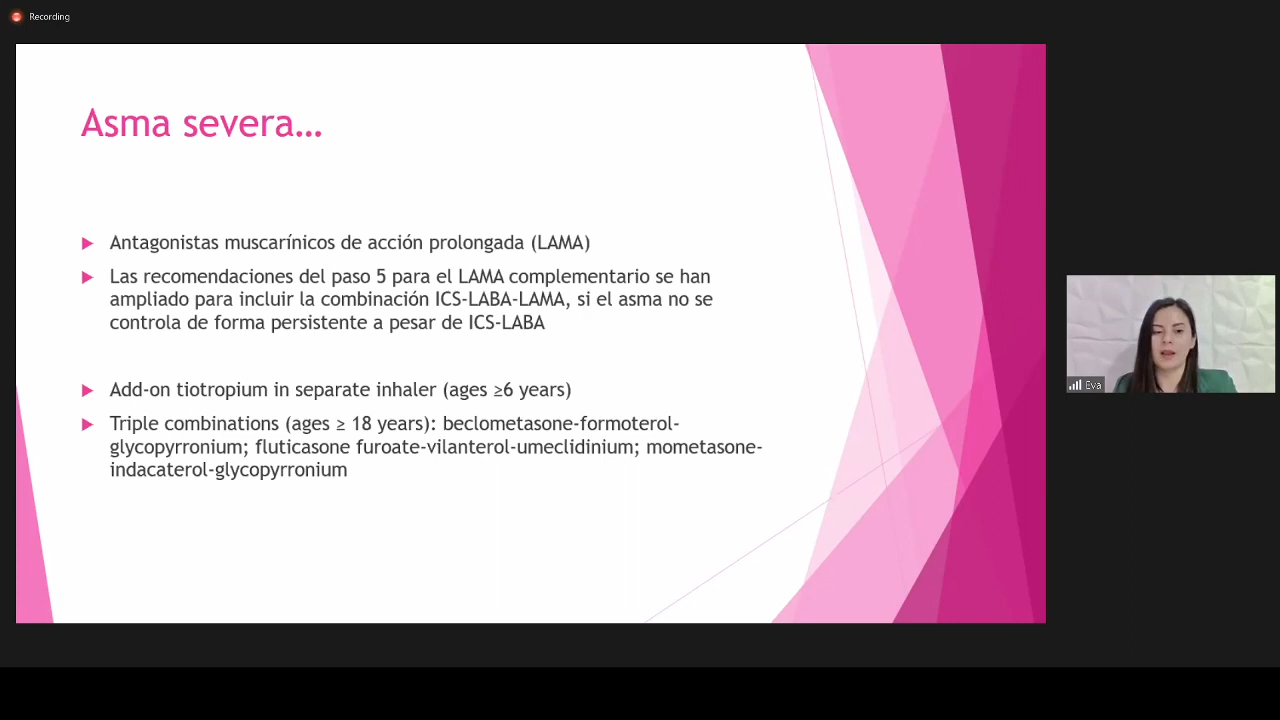 Recording
Asma severa...
Antagonistas muscarínicos de acción prolongada (LAMA)
Las recomendaciones del paso 5 para el LAMA complementario se han
ampliado para incluir la combinación ICS-LABA-LAMA, si el asma no se
controla de forma persistente a pesar de ICS-LABA
Add-on tiotropium in separate inhaler (ages ≥6 years)
Triple combinations (ages ≥ 18 years): beclometasone-formoterol-
glycopyrronium; fluticasone furoate-vilanterol-umeclidinium; mometasone-
indacaterol-glycopyrronium
Eva